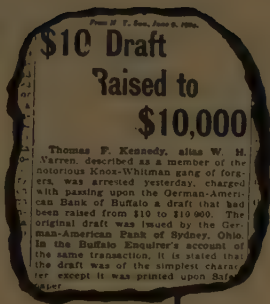 From N. Y. Sun, June 6,
$10 Draft
Raised to
$10,000
Thomas F. Kennedy, alias W. H.
Varren, described as a member of the
notorious Knox-Whitman gang of forg-
ers, was arrested yesterday, charged
with passing upon the German-Ameri-
can Bank of Buffalo a draft that had
been raised from $10 to $10 000. The
original draft was issued by the Ger-
man-American Bank of Sydney, Ohio.
In the Buffalo Enquirer's account of
the same transaction, it is stated that
the draft was of the simplest charac-
ter except it was printed upon Safe
paper